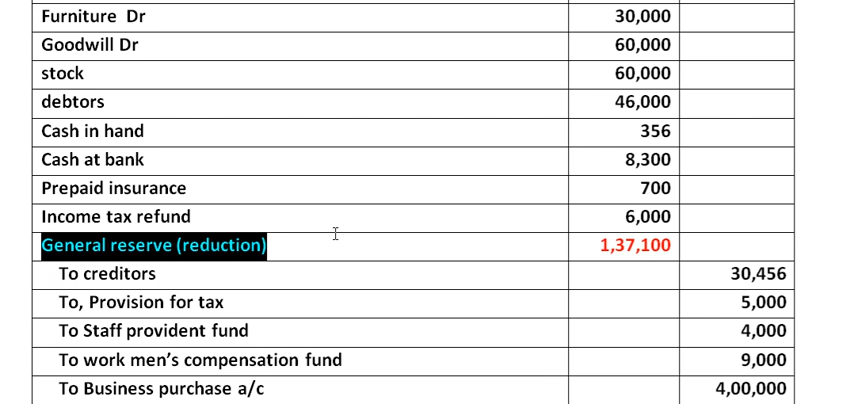 Furniture Dr 30,000
Goodwill Dr 60,000
stock 60,000
debtors 46,000
Cash in hand 356
Cash at bank 8,300
Prepaid insurance 700
Income tax refund 6,000
General reserve (reduction) 1,37,100
To creditors 30,456
To, Provision for tax 5,000
To Staff provident fund 4,000
To work men’s compensation fund 9,000
To Business purchase a/c 4,00,000